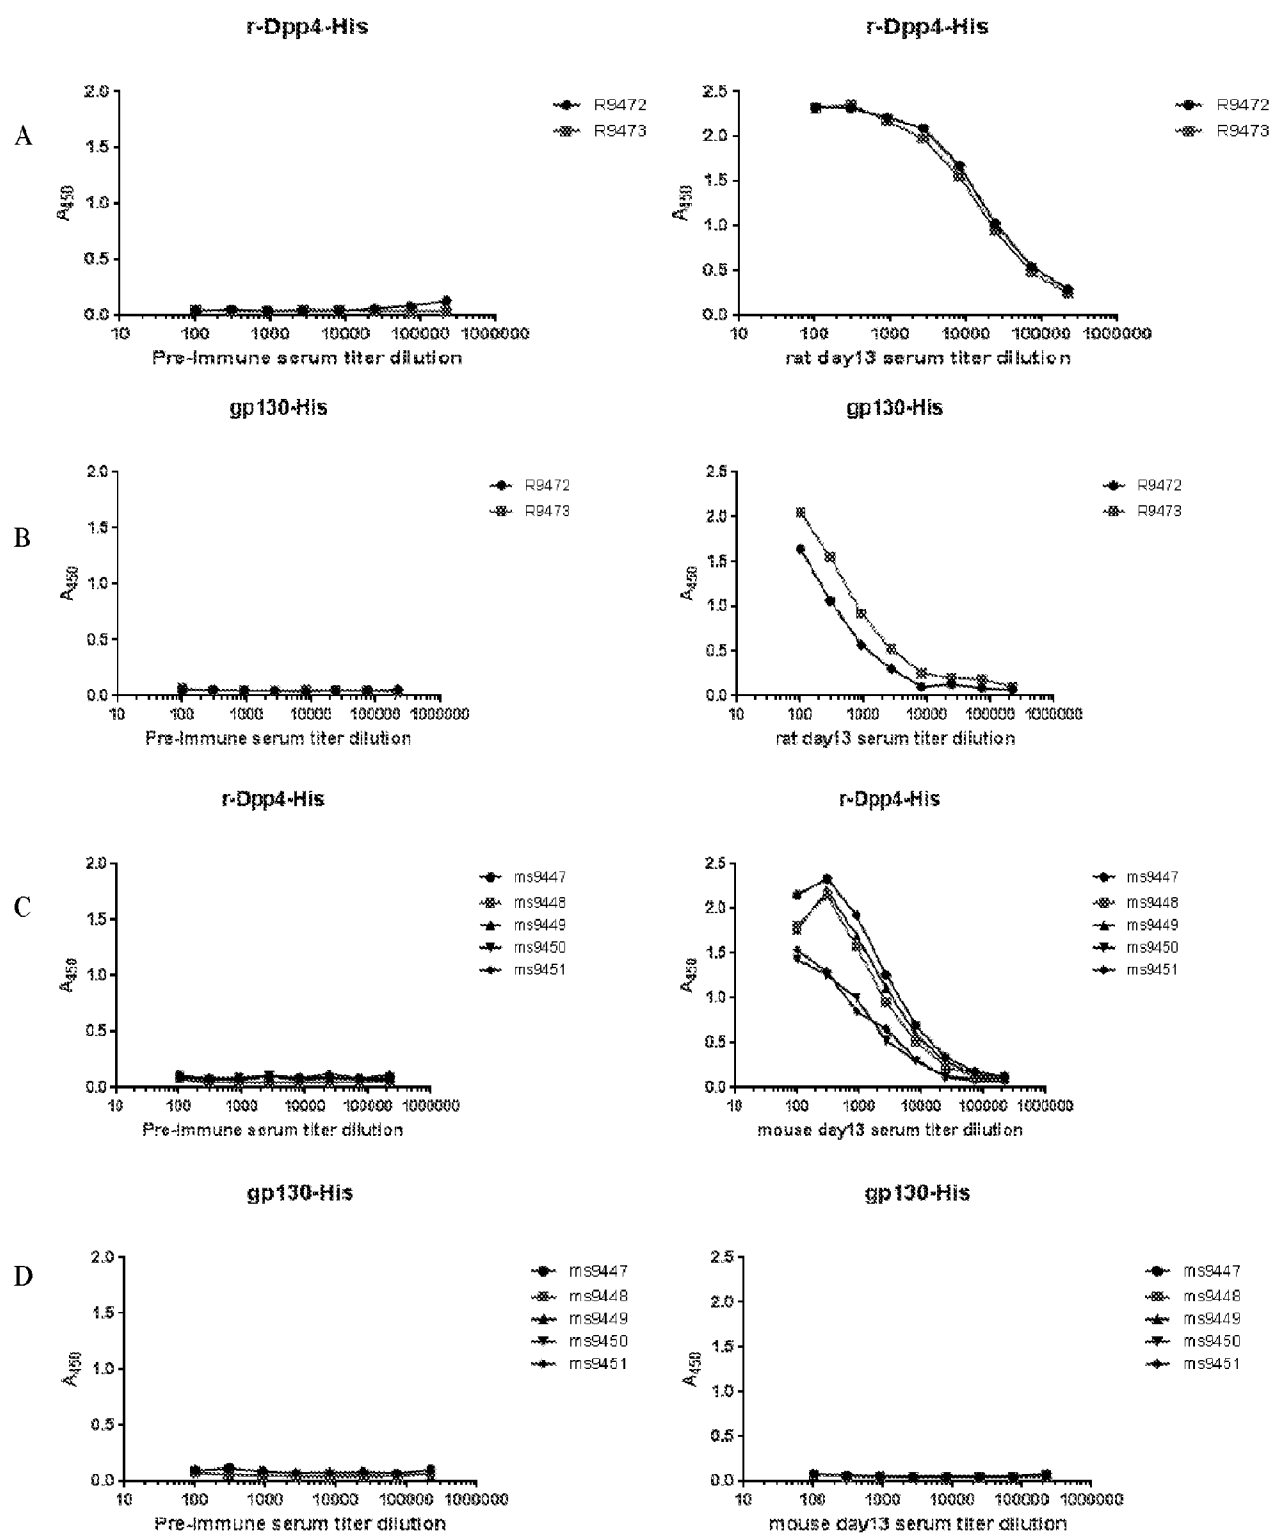 r-Dpp4-His
r-Dpp4-His
A
2.0
1.5
1.0
0.5
0.0
A450
10 100 1000 10000 100000 1000000
Pre-Immune serum titer dilution
R9472
R9473
2.5
2.0
1.5
1.0
0.5
0.0
A450
10 100 1000 10000 100000 1000000
rat day13 serum titer dilution
R9472
R9473
gp130-His
gp130-His
B
2.0
1.5
1.0
0.5
0.0
A450
10 100 1000 10000 100000 1000000
Pre-Immune serum titer dilution
R9472
R9473
2.5
2.0
1.5
1.0
0.5
0.0
A450
10 100 1000 10000 100000 1000000
rat day13 serum titer dilution
R9472
R9473
r-Dpp4-His
r-Dpp4-His
C
2.0
1.5
1.0
0.5
0.0
A450
10 100 1000 10000 100000 1000000
Pre-Immune serum titer dilution
ms9447
ms9448
ms9449
ms9450
ms9451
2.5
2.0
1.5
1.0
0.5
0.0
A450
10 100 1000 10000 100000 1000000
mouse day13 serum titer dilution
ms9447
ms9448
ms9449
ms9450
ms9451
gp130-His
gp130-His
D
2.0
1.5
1.0
0.5
0.0
A450
10 100 1000 10000 100000 1000000
Pre-Immune serum titer dilution
ms9447
ms9448
ms9449
ms9450
ms9451
2.5
2.0
1.5
1.0
0.5
0.0
A450
10 100 1000 10000 100000 1000000
mouse day13 serum titer dilution
ms9447
ms9448
ms9449
ms9450
ms9451